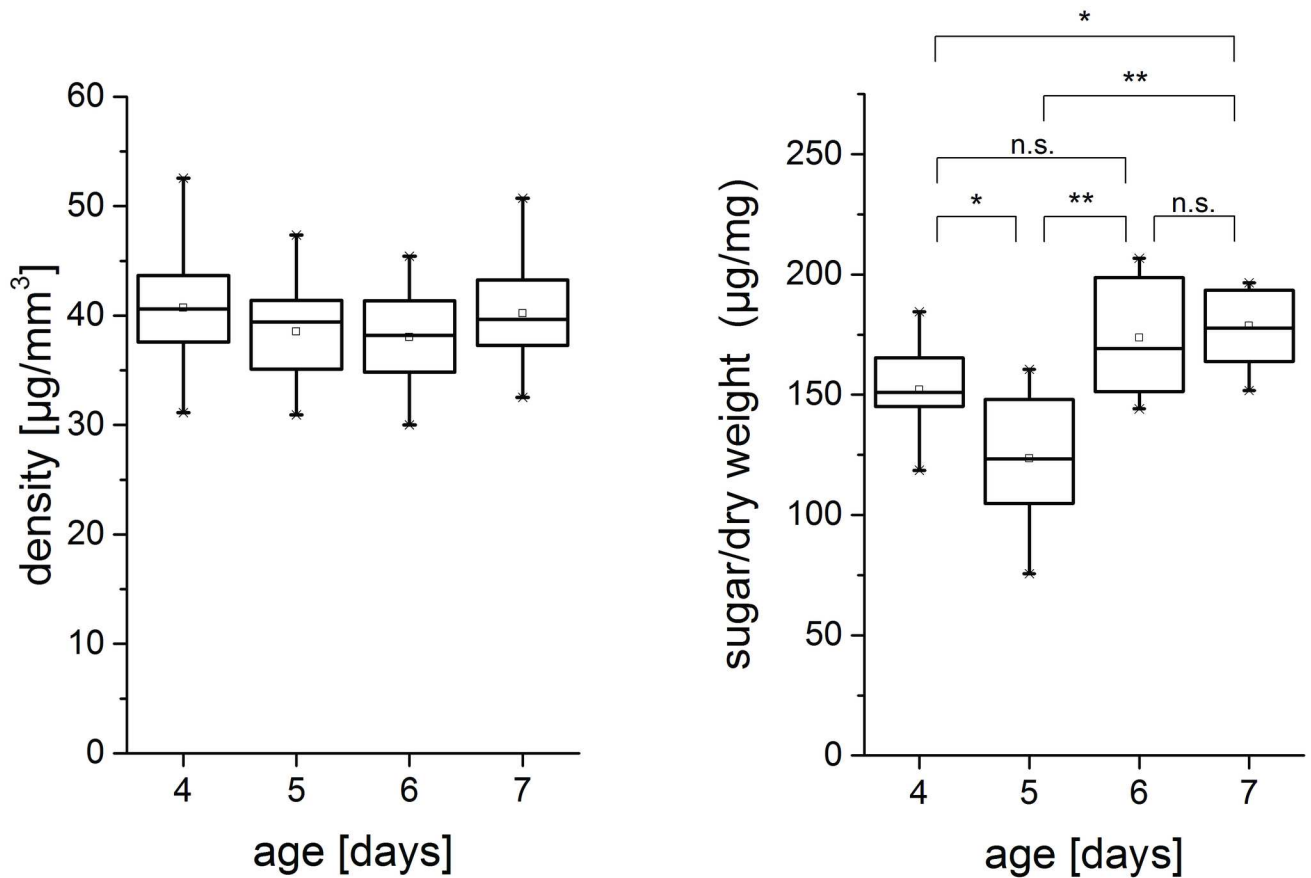 60
50
40
30
20
10
0
density [µg/mm³]
4 5 6 7
age [days]
*
**
n.s.
* ** n.s.
250
200
150
100
50
0
sugar/dry weight (µg/mg)
4 5 6 7
age [days]